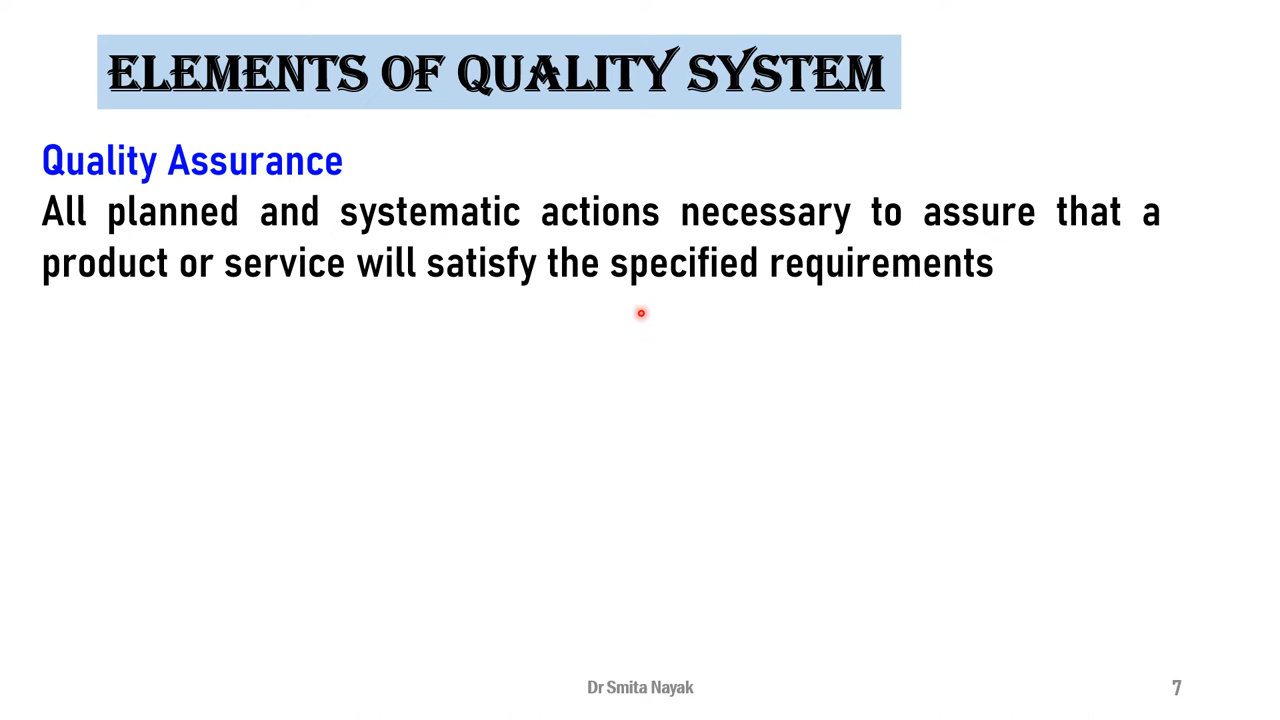 ELEMENTS OF QUALITY SYSTEM
Quality Assurance
All planned and systematic actions necessary to assure that a
product or service will satisfy the specified requirements
Dr Smita Nayak
7